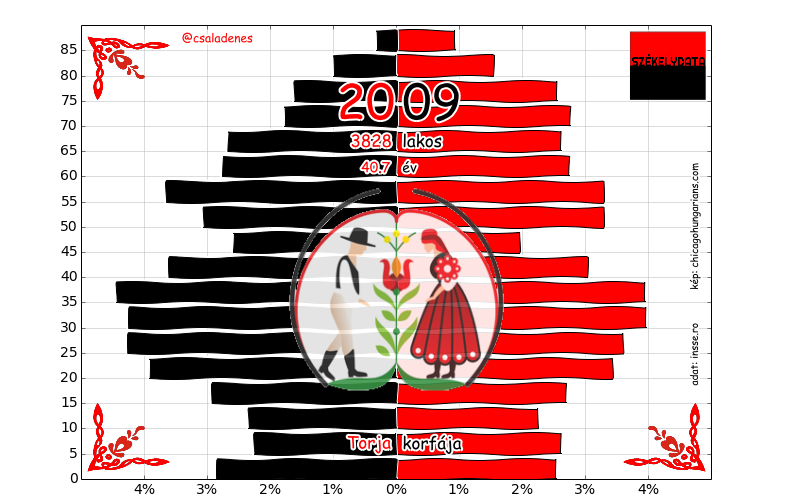 @csaladenes
SZÉKELYDATA
2009
3828 lakos
40.7 év
kép: chicagohungarians.com
adat: insse.ro
Torja korfája
85
80
75
70
65
60
55
50
45
40
35
30
25
20
15
10
5
0
4% 3% 2% 1% 0% 1% 2% 3% 4%